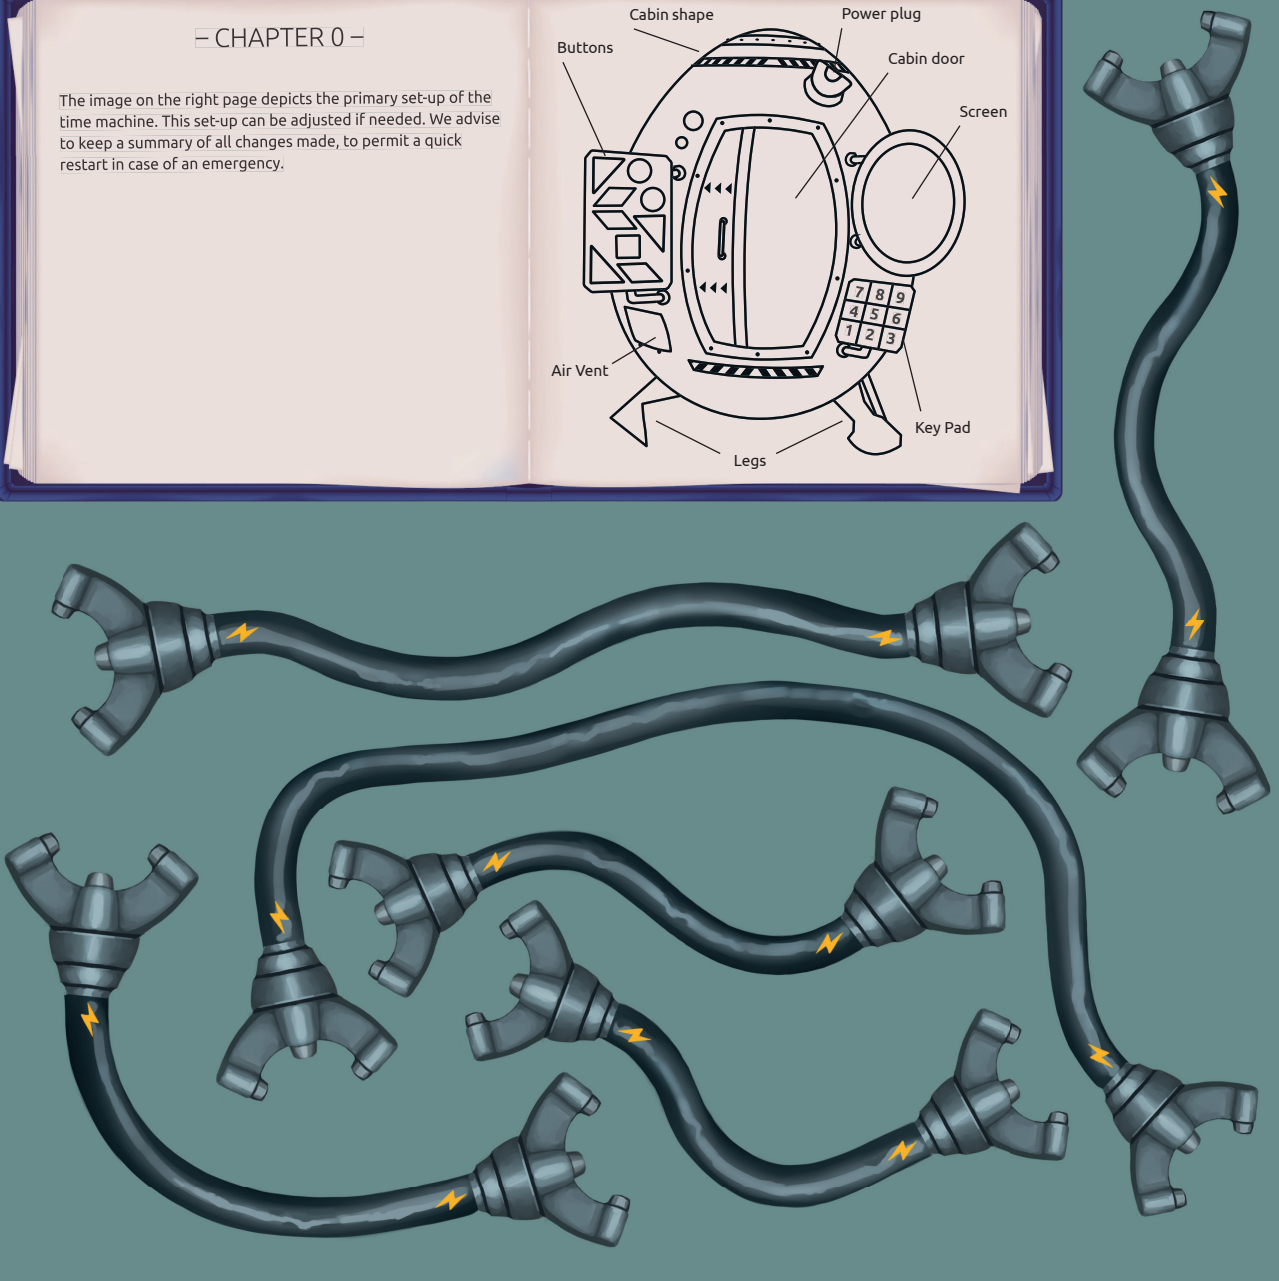 – CHAPTER 0 –
The image on the right page depicts the primary set-up of the
time machine. This set-up can be adjusted if needed. We advise
to keep a summary of all changes made, to permit a quick
restart in case of an emergency.
Cabin shape
Power plug
Buttons
Cabin door
Screen
7 8 9
4 5 6
1 2 3
Air Vent
Key Pad
Legs